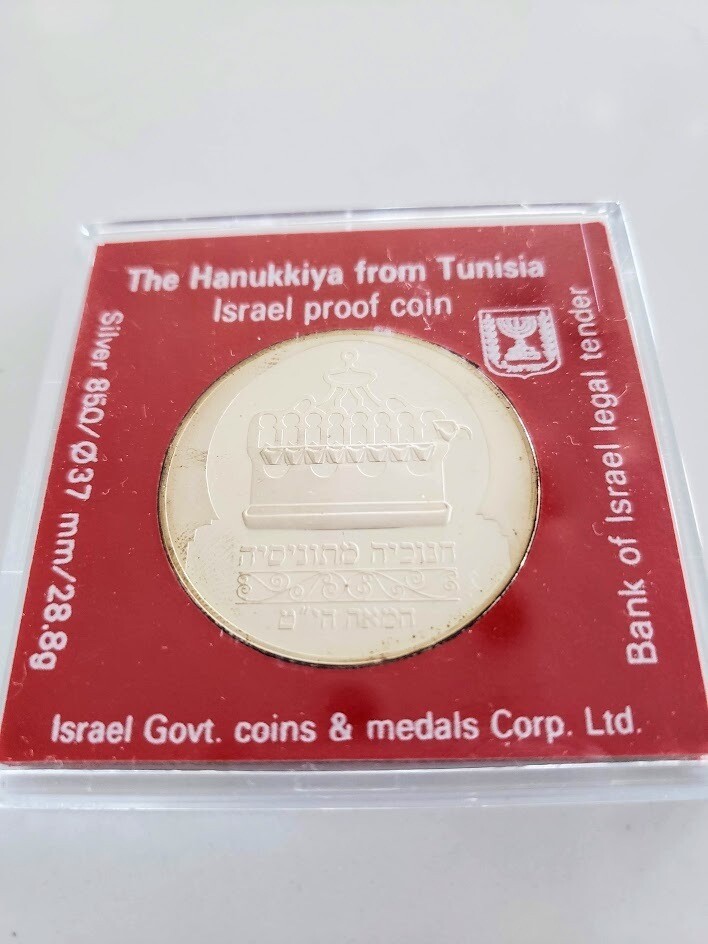 The Hanukkiya from Tunisia
Israel proof coin
Silver 850/Ø37 mm/28.8g
Bank of Israel legal tender
חנוכיה מתוניסיה
המאה הי"ט
Israel Govt. coins & medals Corp. Ltd.